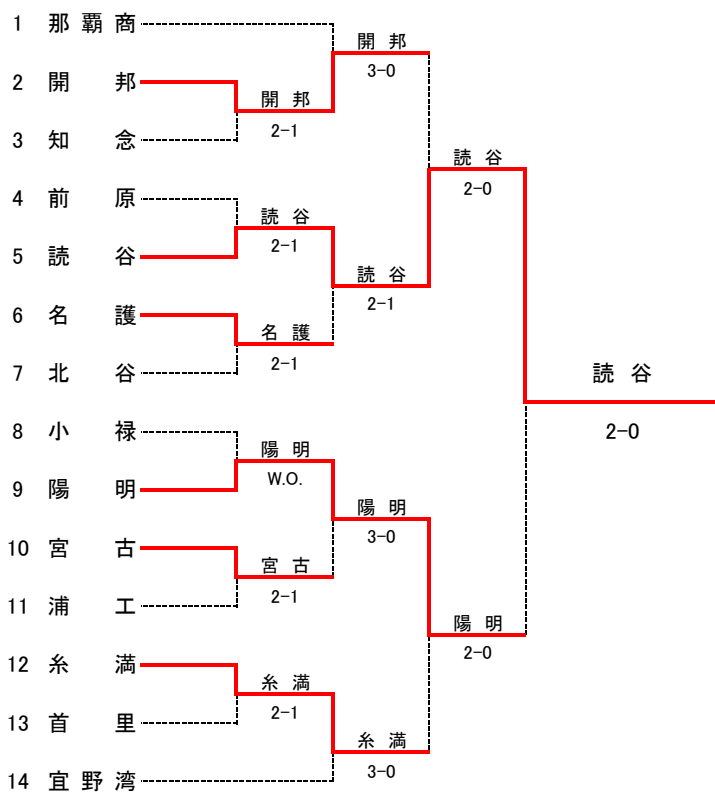 1 那覇商
開邦
3-0
2 開邦
開邦
2-1
3 知念
読谷
2-0
4 前原
読谷
2-1
5 読谷
読谷
2-1
6 名護
名護
2-1
7 北谷
読谷
2-0
8 小禄
陽明
W.O.
9 陽明
陽明
3-0
10 宮古
宮古
2-1
11 浦工
陽明
2-0
12 糸満
糸満
2-1
13 首里
糸満
3-0
14 宜野湾